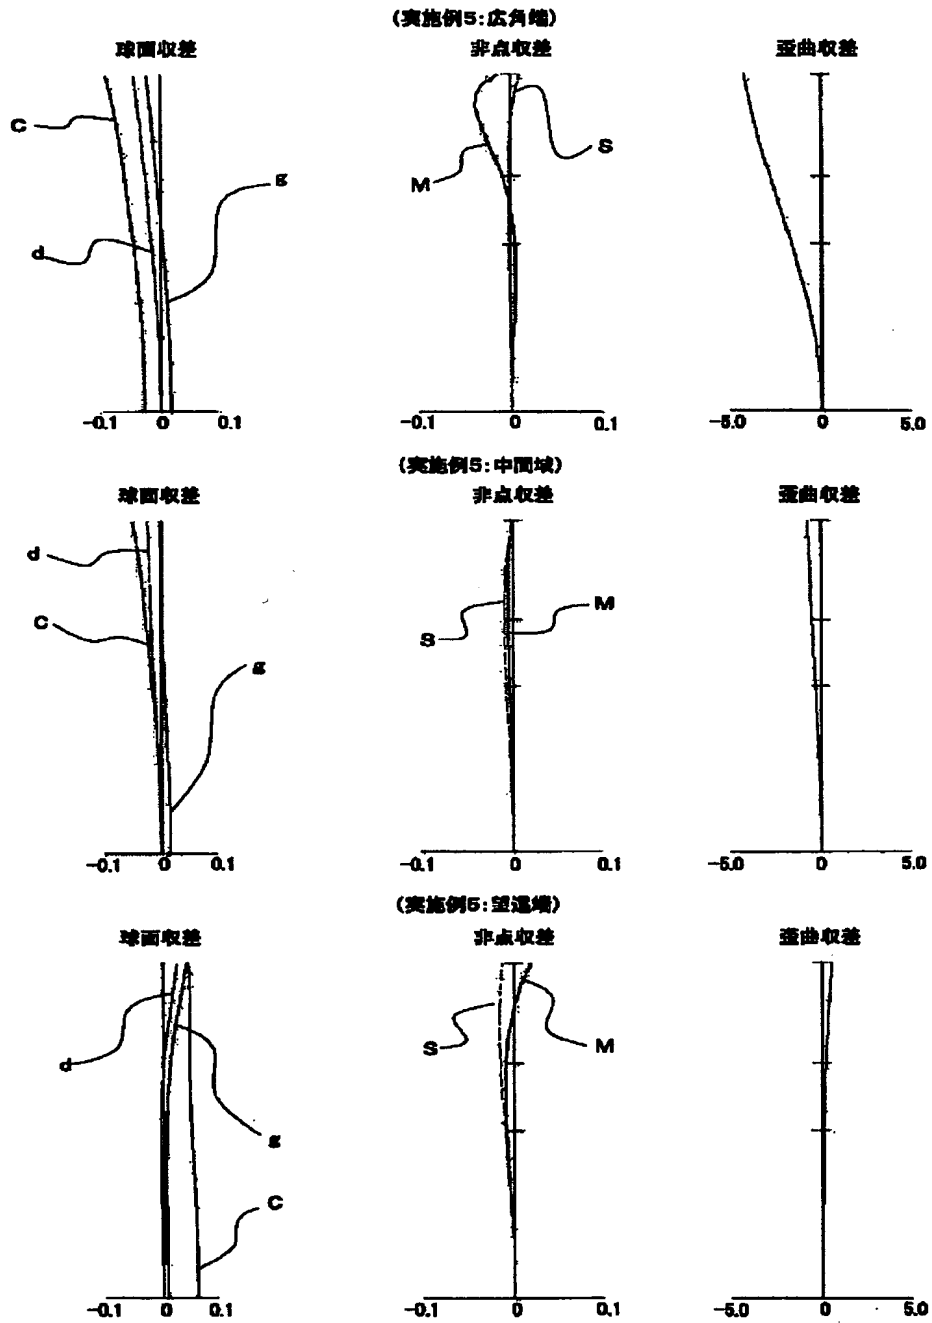 (実施例5:広角端)
球面収差
非点収差
歪曲収差
C
d
g
M
S
-0.1 0 0.1
-0.1 0 0.1
-5.0 0 5.0
(実施例5:中間域)
球面収差
非点収差
歪曲収差
d
C
g
S
M
-0.1 0 0.1
-0.1 0 0.1
-5.0 0 5.0
(実施例5:望遠端)
球面収差
非点収差
歪曲収差
d
g
C
S
M
-0.1 0 0.1
-0.1 0 0.1
-5.0 0 5.0